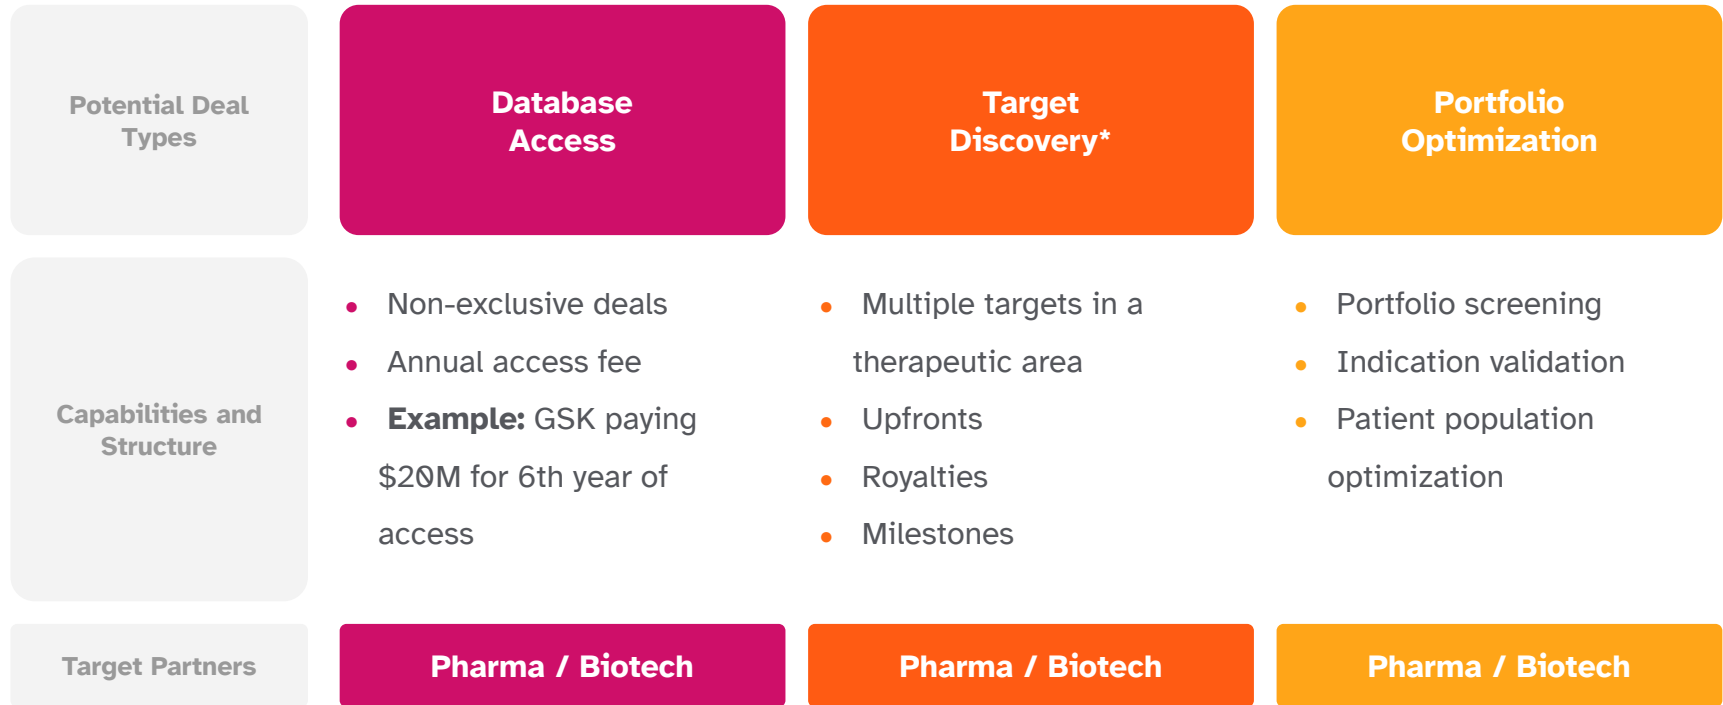 Potential Deal
Types
Database
Access
Target
Discovery*
Portfolio
Optimization
Capabilities and
Structure
• Non-exclusive deals
• Annual access fee
• Example: GSK paying
$20M for 6th year of
access
• Multiple targets in a
therapeutic area
• Upfronts
• Royalties
• Milestones
• Portfolio screening
• Indication validation
• Patient population
optimization
Target Partners
Pharma / Biotech
Pharma / Biotech
Pharma / Biotech